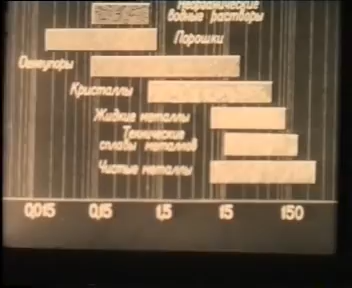 Неорганические
водные растворы
Порошки
Огнеупоры
Кристаллы
Жидкие металлы
Технические
сплавы металлов
Чистые металлы
0,015 0,15 1,5 15 150